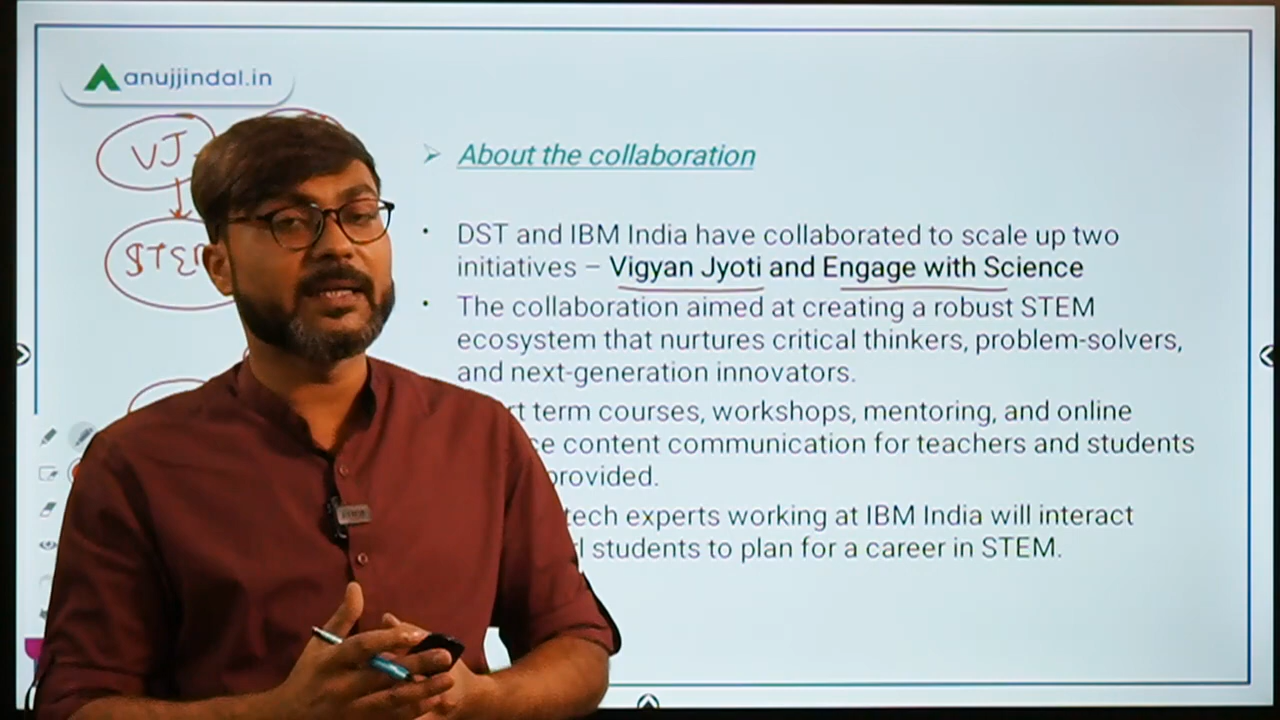 anujjindal.in
VJ
STEM
About the collaboration
DST and IBM India have collaborated to scale up two
initiatives – Vigyan Jyoti and Engage with Science
The collaboration aimed at creating a robust STEM
ecosystem that nurtures critical thinkers, problem-solvers,
and next-generation innovators.
term courses, workshops, mentoring, and online
content communication for teachers and students
provided.
tech experts working at IBM India will interact
students to plan for a career in STEM.